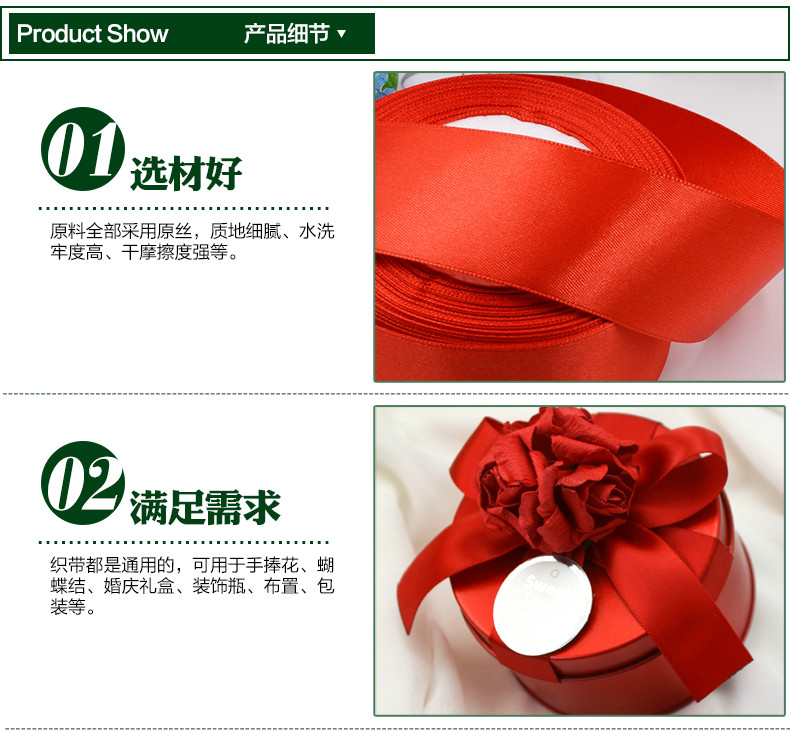 Product Show 产品细节
01 选材好
原料全部采用原丝，质地细腻、水洗
牢度高、干摩擦度强等。
02 满足需求
织带都是通用的，可用于手捧花、蝴
蝶结、婚庆礼盒、装饰瓶、布置、包
装等。
Sweet